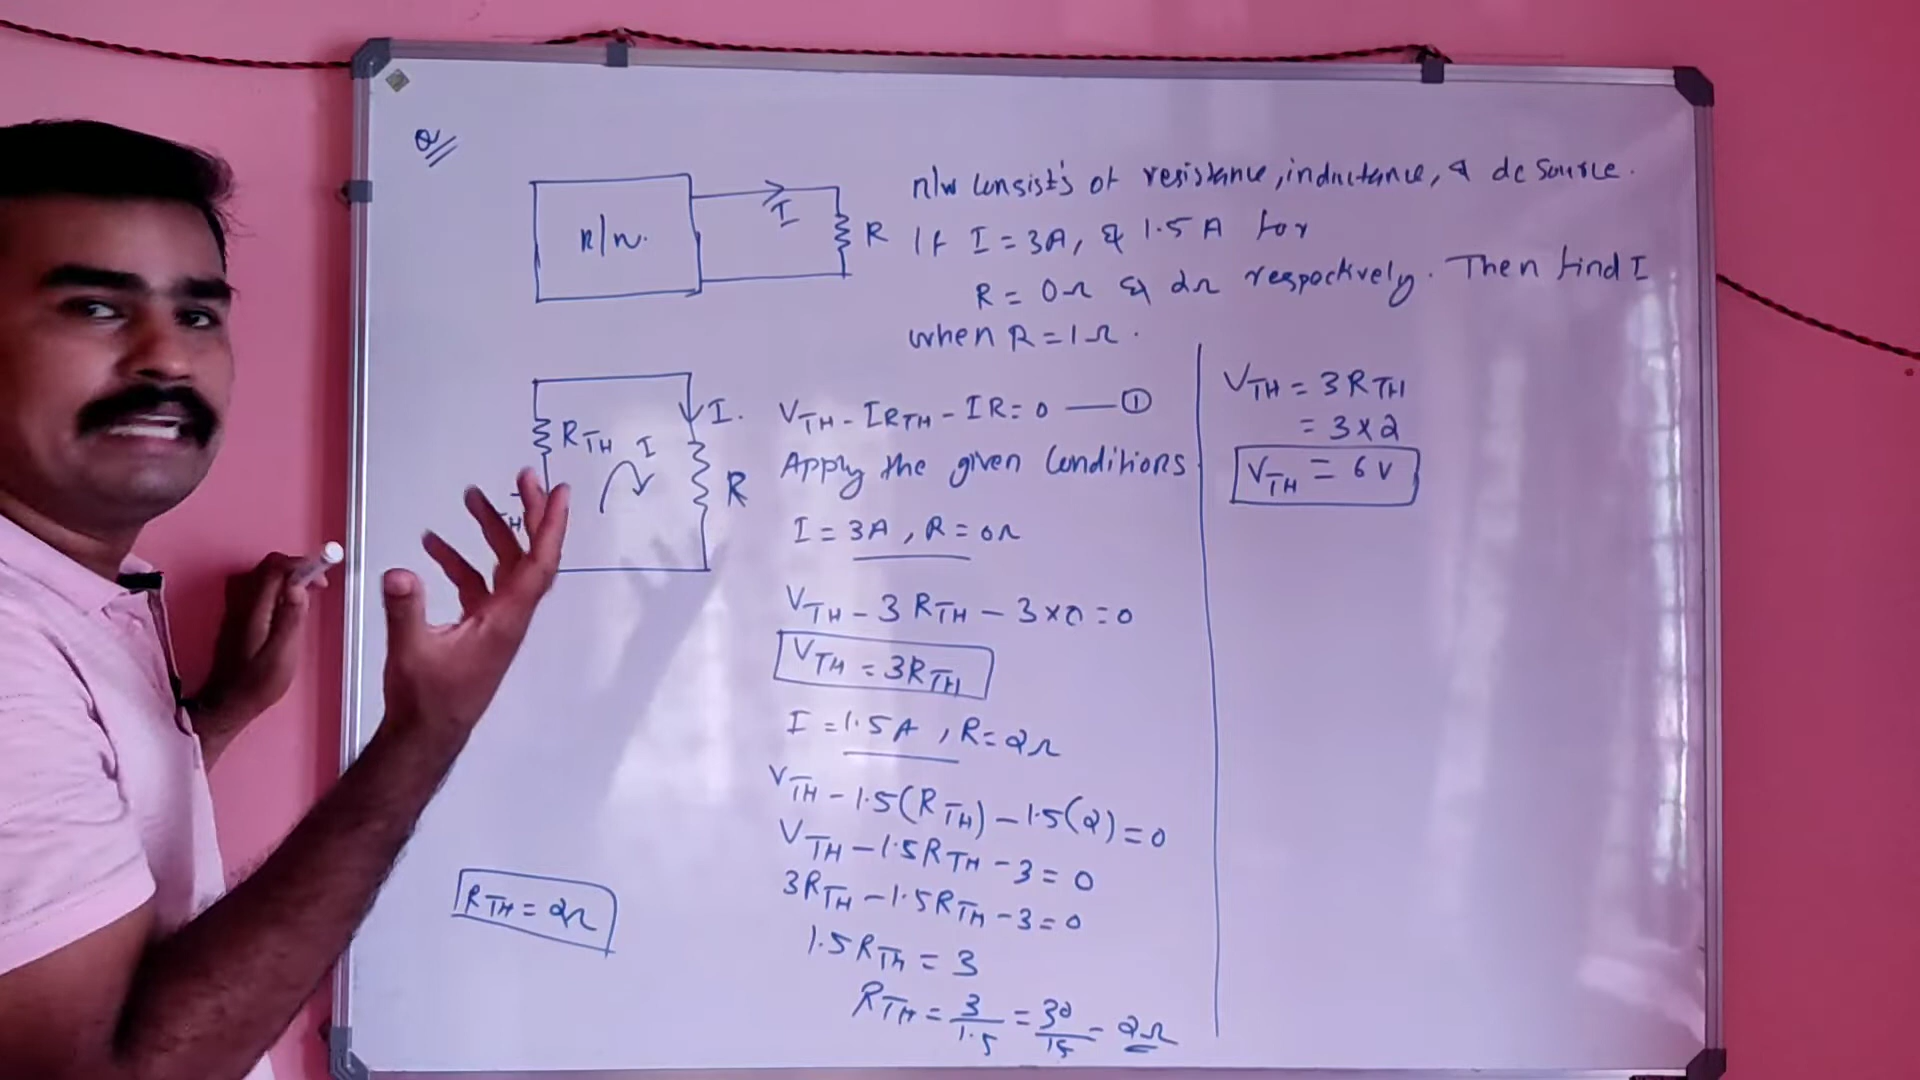 Q
n/w.
I
R
n/w consists of resistance, inductance, & dc source.
If I = 3A, & 1.5 A for
R = 0Ω & 2Ω respectively. Then find I
when R = 1Ω.
RTH
I
I.
R
VTH - IRTH - IR = 0 — ①
Apply the given Conditions
I = 3A, R = 0Ω
VTH - 3RTH - 3×0 = 0
VTH = 3RTH
I = 1.5A, R = 2Ω
VTH - 1.5(RTH) - 1.5(2) = 0
VTH - 1.5RTH - 3 = 0
3RTH - 1.5RTH - 3 = 0
1.5RTH = 3
RTH = 3/1.5 = 30/15 = 2Ω
RTH = 2Ω
VTH = 3RTH
= 3×2
VTH = 6V